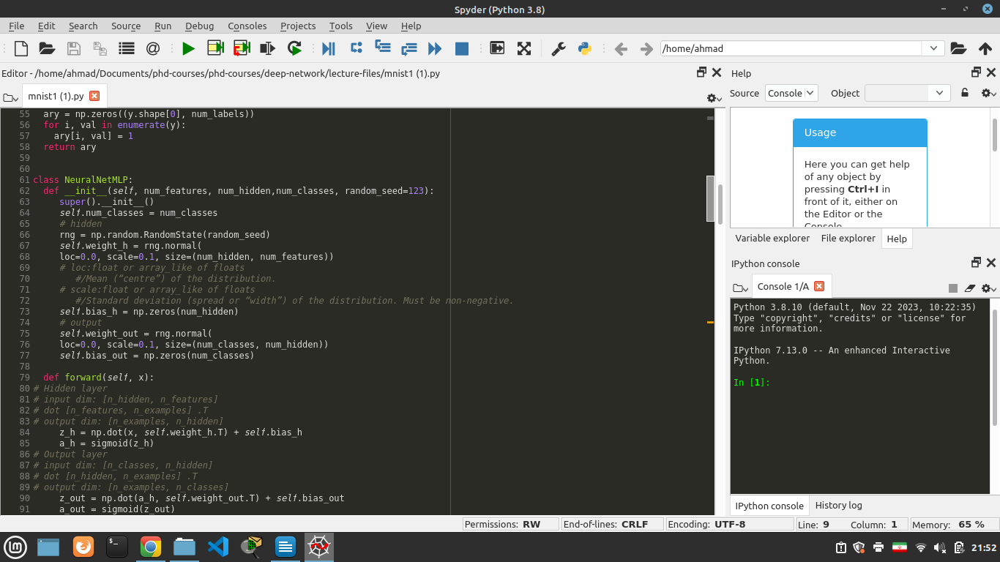 Spyder (Python 3.8)
File Edit Search Source Run Debug Consoles Projects Tools View Help
/home/ahmad
Editor - /home/ahmad/Documents/phd-courses/phd-courses/deep-network/lecture-files/mnist1 (1).py
mnist1 (1).py
55 ary = np.zeros((y.shape[0], num_labels))
56 for i, val in enumerate(y):
57 ary[i, val] = 1
58 return ary
59
60
61 class NeuralNetMLP:
62 def __init__(self, num_features, num_hidden,num_classes, random_seed=123):
63 super().__init__()
64 self.num_classes = num_classes
65 # hidden
66 rng = np.random.RandomState(random_seed)
67 self.weight_h = rng.normal(
68 loc=0.0, scale=0.1, size=(num_hidden, num_features))
69 # loc:float or array_like of floats
70 #/Mean (“centre”) of the distribution.
71 # scale:float or array_like of floats
72 #/Standard deviation (spread or “width”) of the distribution. Must be non-negative.
73 self.bias_h = np.zeros(num_hidden)
74 # output
75 self.weight_out = rng.normal(
76 loc=0.0, scale=0.1, size=(num_classes, num_hidden))
77 self.bias_out = np.zeros(num_classes)
78
79 def forward(self, x):
80 # Hidden layer
81 # input dim: [n_hidden, n_features]
82 # dot [n_features, n_examples] .T
83 # output dim: [n_examples, n_hidden]
84 z_h = np.dot(x, self.weight_h.T) + self.bias_h
85 a_h = sigmoid(z_h)
86 # Output layer
87 # input dim: [n_classes, n_hidden]
88 # dot [n_hidden, n_examples] .T
89 # output dim: [n_examples, n_classes]
90 z_out = np.dot(a_h, self.weight_out.T) + self.bias_out
91 a_out = sigmoid(z_out)
Help
Source Console Object
Usage
Here you can get help
of any object by
pressing Ctrl+I in
front of it, either on
the Editor or the
Console.
Variable explorer File explorer Help
IPython console
Console 1/A
Python 3.8.10 (default, Nov 22 2023, 10:22:35)
Type "copyright", "credits" or "license" for
more information.
IPython 7.13.0 -- An enhanced Interactive
Python.
In [1]:
IPython console History log
Permissions: RW End-of-lines: CRLF Encoding: UTF-8 Line: 9 Column: 1 Memory: 65 %
21:52